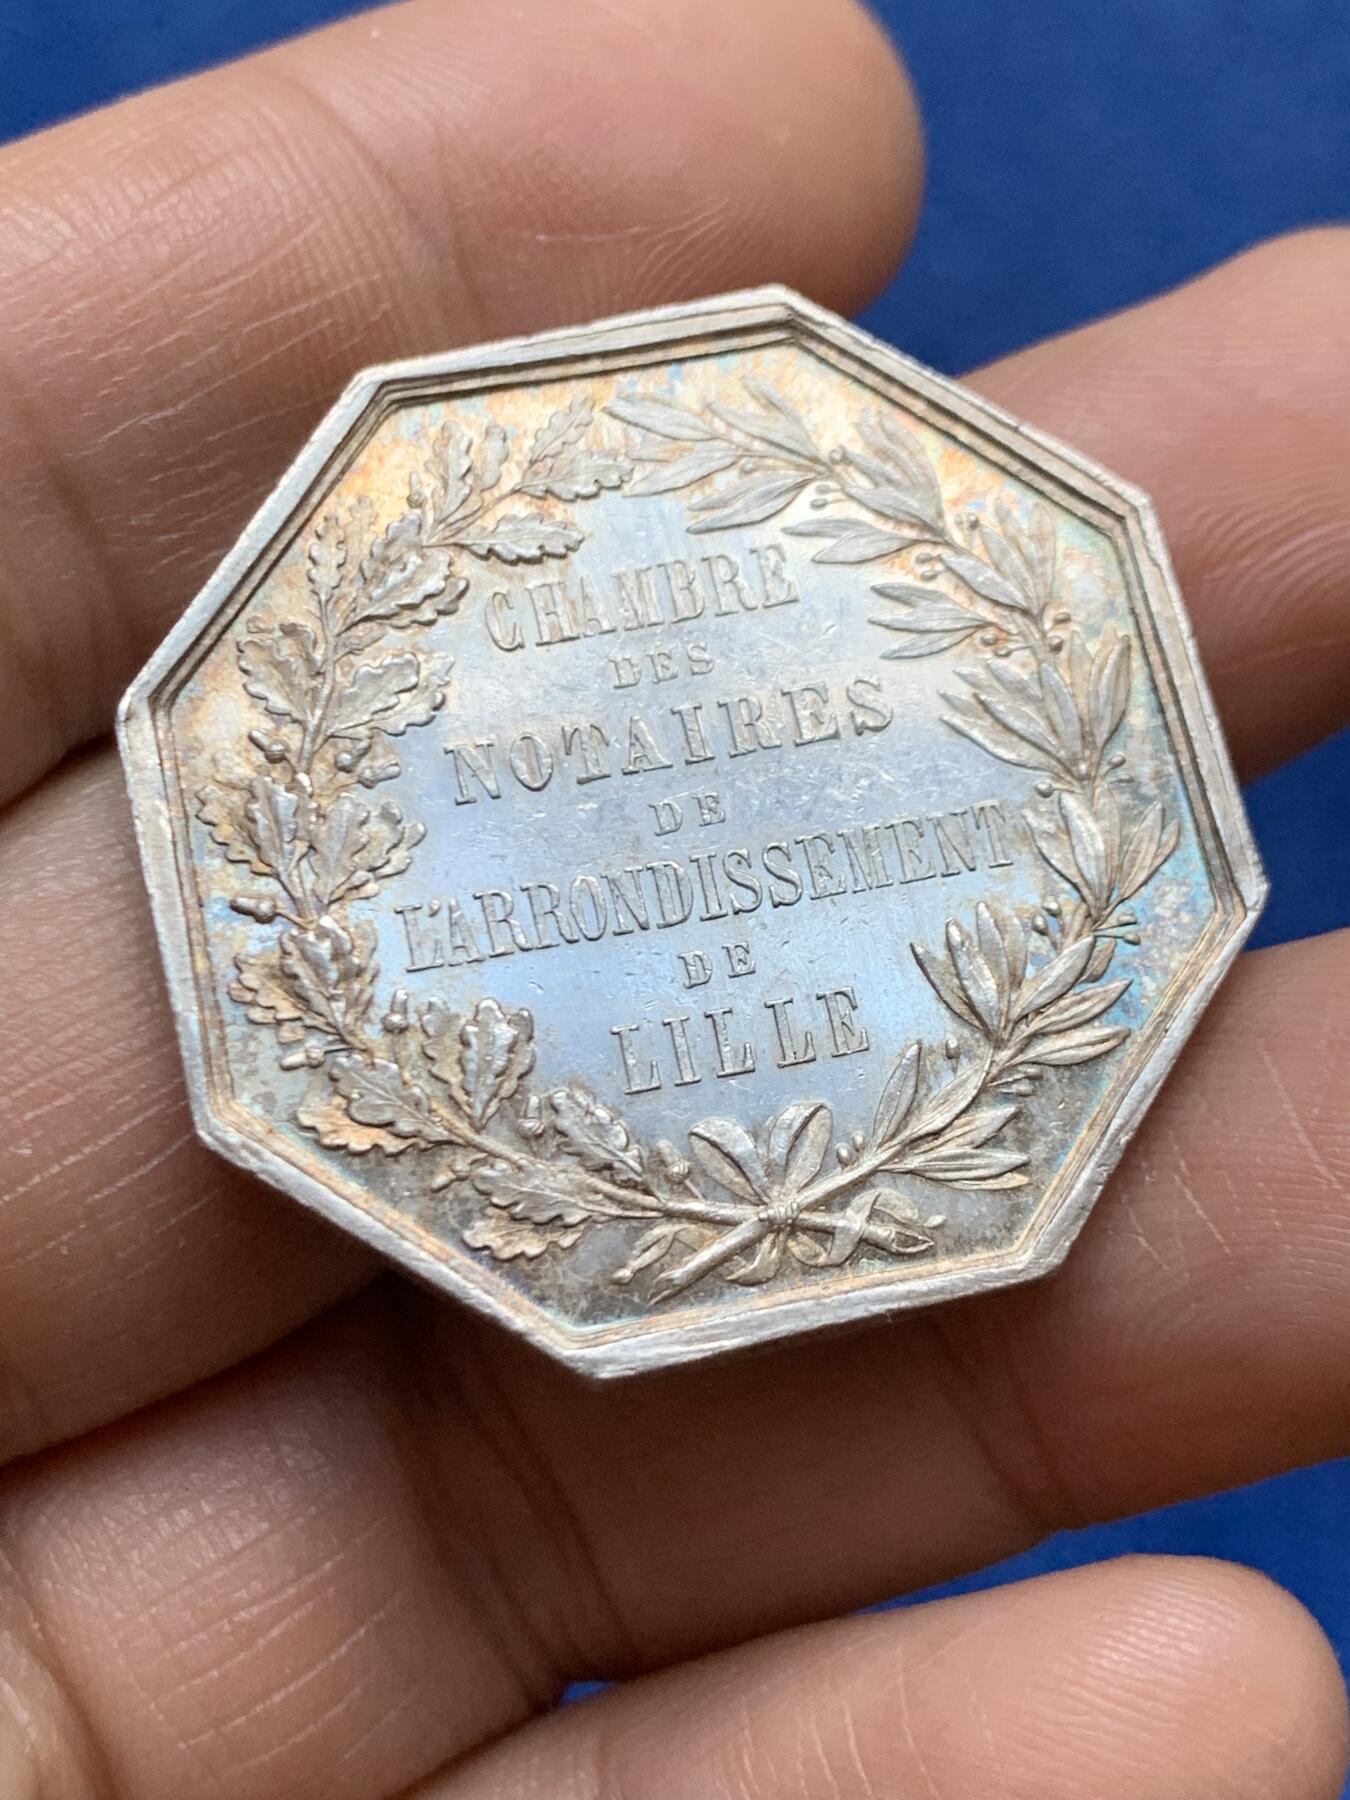 CHAMBRE
DES
NOTAIRES
DE
L'ARRONDISSEMENT
DE
LILLE